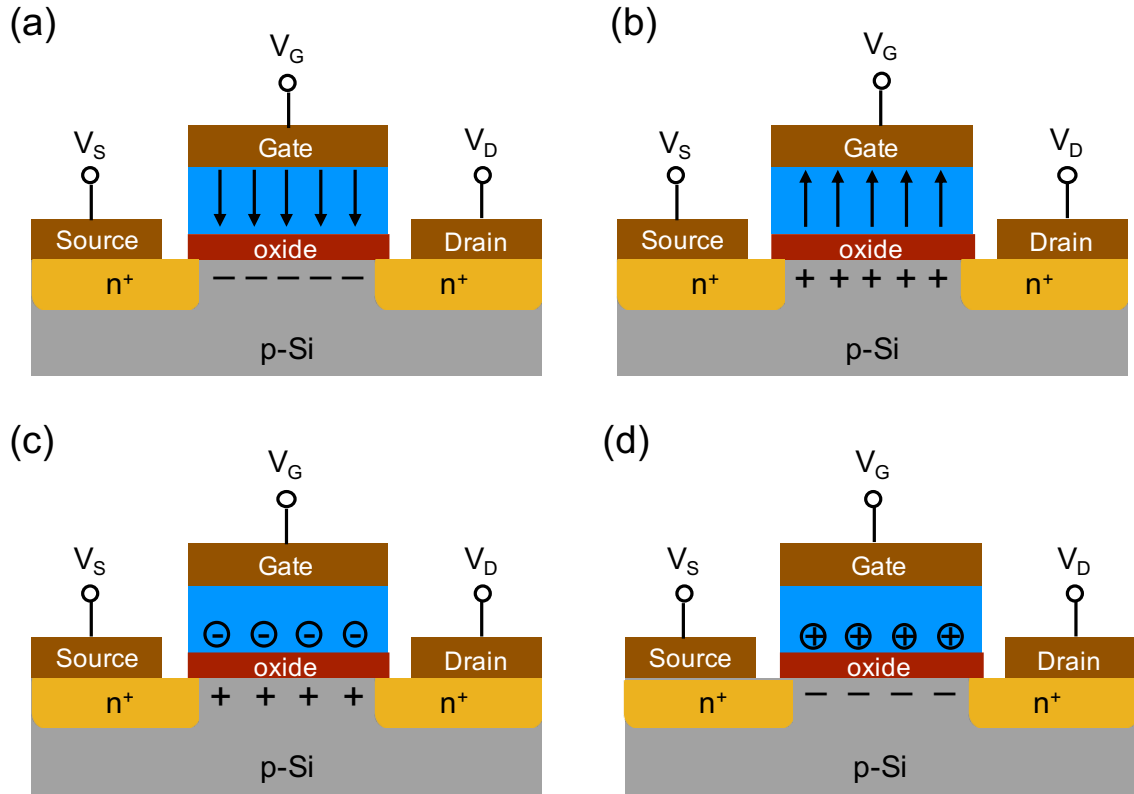 (a)
V_G
V_S
V_D
Gate
Source
oxide
Drain
− − − − −
n⁺
n⁺
p-Si
(b)
V_G
V_S
V_D
Gate
Source
oxide
Drain
+ + + + +
n⁺
n⁺
p-Si
(c)
V_G
V_S
V_D
Gate
- - - -
Source
oxide
Drain
+ + + +
n⁺
n⁺
p-Si
(d)
V_G
V_S
V_D
Gate
+ + + +
Source
oxide
Drain
− − − −
n⁺
n⁺
p-Si